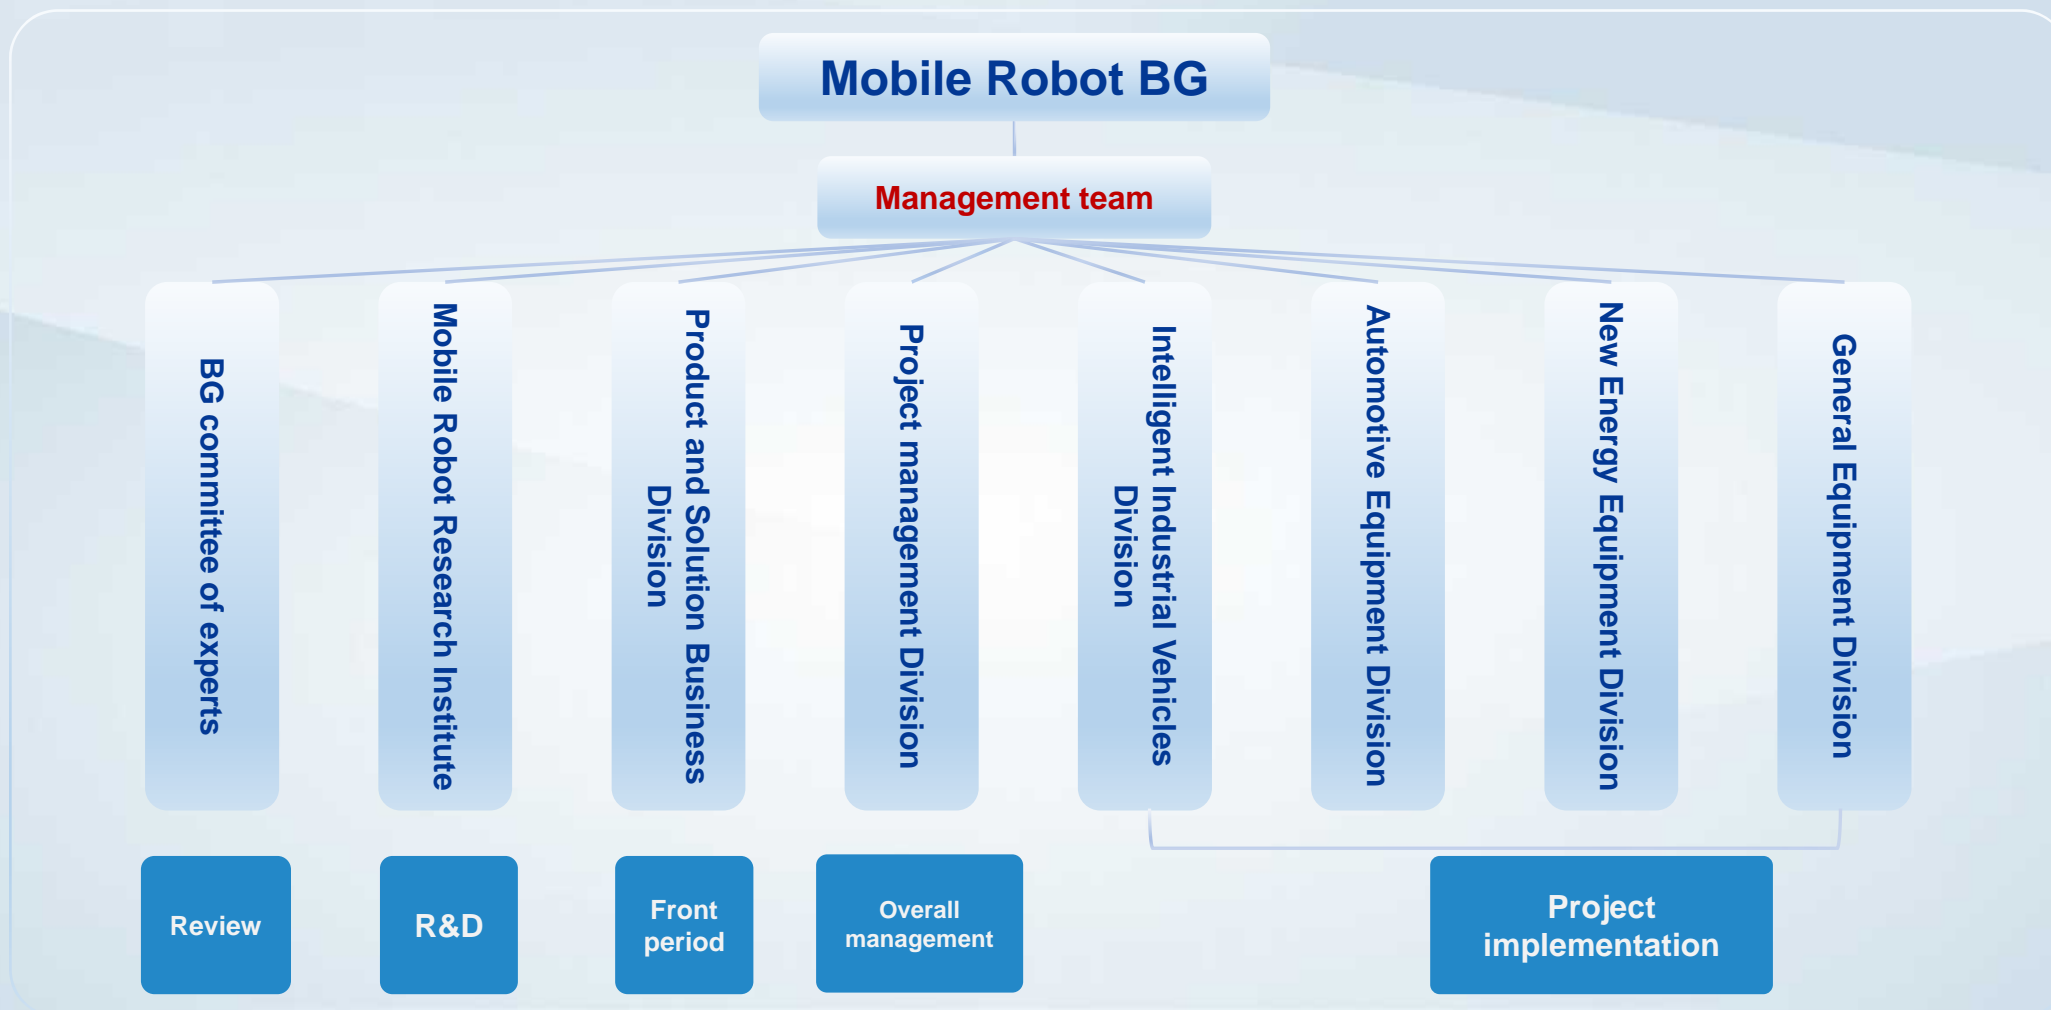 Mobile Robot BG
Management team
BG committee of experts
Mobile Robot Research Institute
Product and Solution Business
Division
Project management Division
Intelligent Industrial Vehicles
Division
Automotive Equipment Division
New Energy Equipment Division
General Equipment Division
Review
R&D
Front
period
Overall
management
Project
implementation